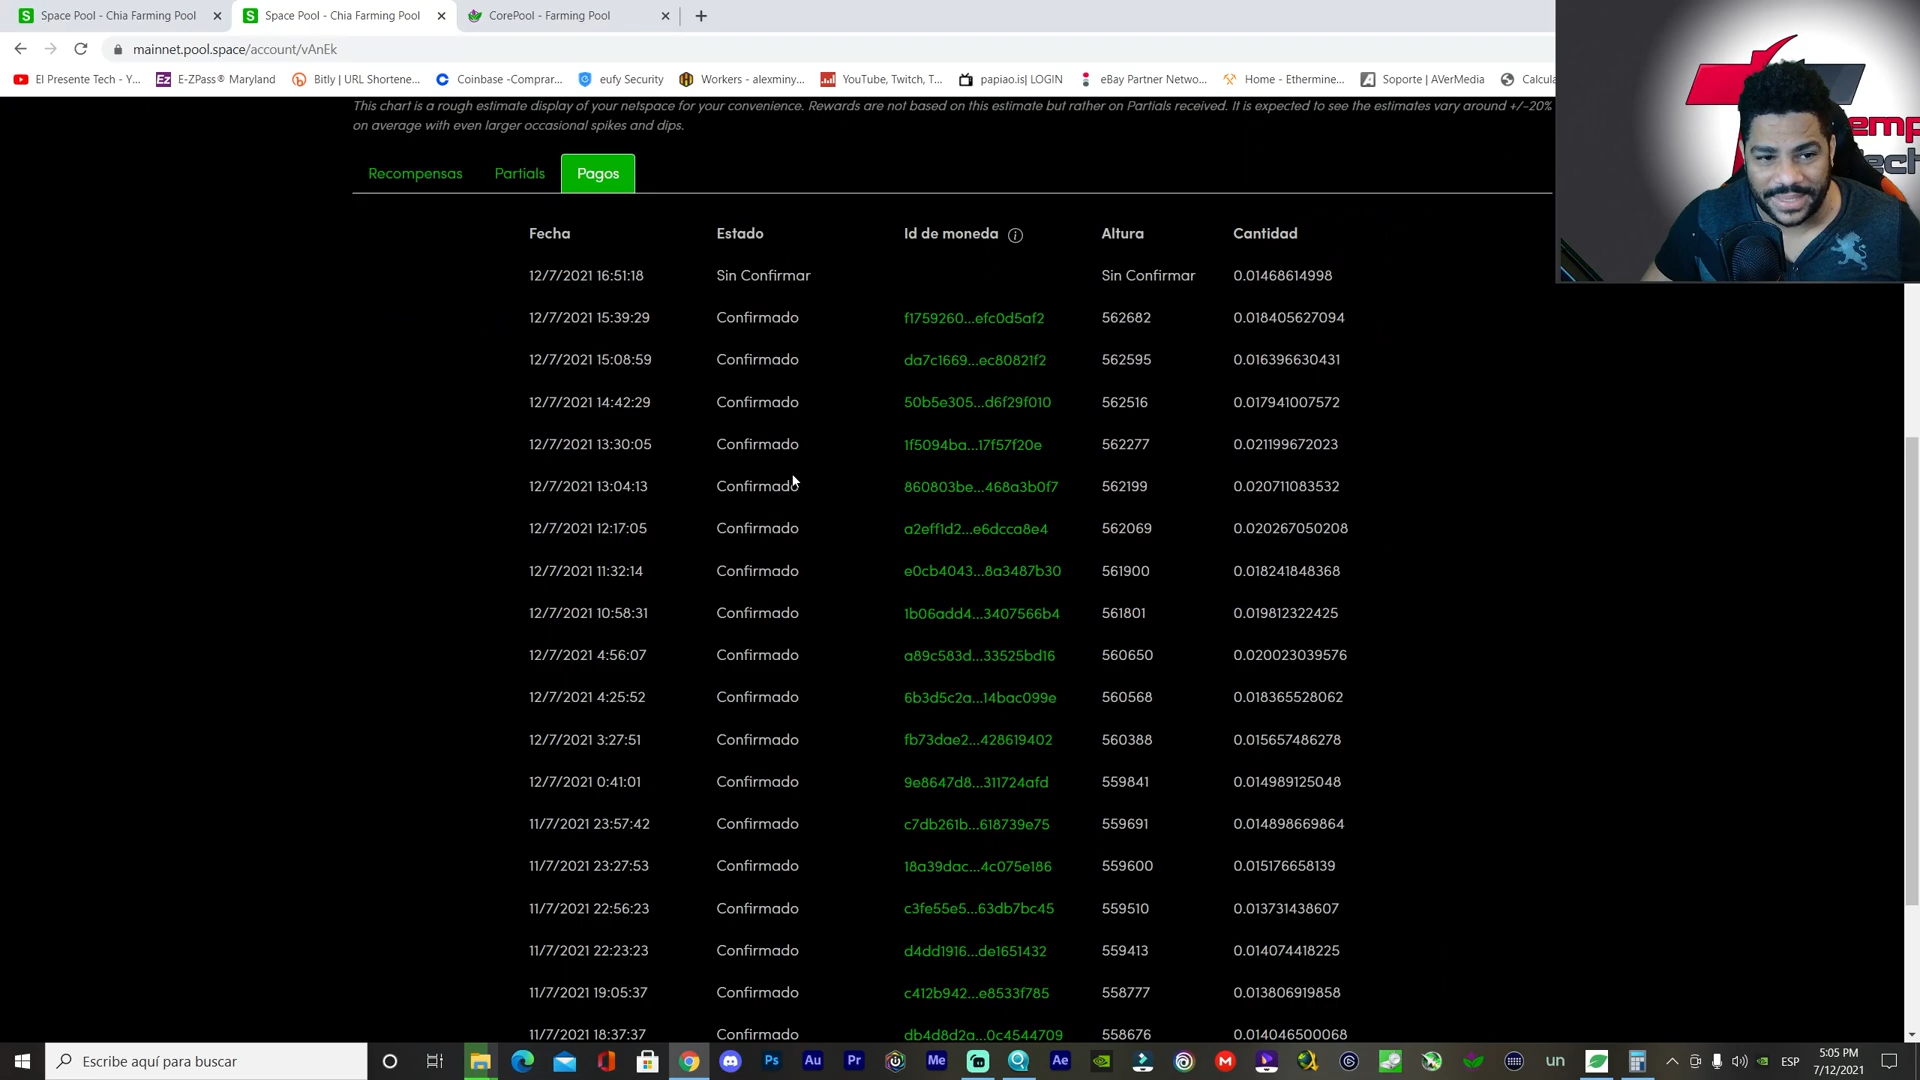 Space Pool - Chia Farming Pool
Space Pool - Chia Farming Pool
CorePool - Farming Pool
mainnet.pool.space/account/vAnEk
El Presente Tech - Y... E-ZPass® Maryland Bitly | URL Shortene... Coinbase -Comprar... eufy Security Workers - alexminy... YouTube, Twitch, T... papiao.is| LOGIN eBay Partner Netwo... Home - Ethermine... Soporte | AVerMedia Calcula
This chart is a rough estimate display of your netspace for your convenience. Rewards are not based on this estimate but rather on Partials received. It is expected to see the estimates vary around +/-20%
on average with even larger occasional spikes and dips.
Recompensas Partials Pagos
Fecha Estado Id de moneda Altura Cantidad
12/7/2021 16:51:18 Sin Confirmar Sin Confirmar 0.01468614998
12/7/2021 15:39:29 Confirmado f1759260...efc0d5af2 562682 0.018405627094
12/7/2021 15:08:59 Confirmado da7c1669...ec80821f2 562595 0.016396630431
12/7/2021 14:42:29 Confirmado 50b5e305...d6f29f010 562516 0.017941007572
12/7/2021 13:30:05 Confirmado 1f5094ba...17f57f20e 562277 0.021199672023
12/7/2021 13:04:13 Confirmado 860803be...468a3b0f7 562199 0.020711083532
12/7/2021 12:17:05 Confirmado a2eff1d2...e6dcca8e4 562069 0.020267050208
12/7/2021 11:32:14 Confirmado e0cb4043...8a3487b30 561900 0.018241848368
12/7/2021 10:58:31 Confirmado 1b06add4...3407566b4 561801 0.019812322425
12/7/2021 4:56:07 Confirmado a89c583d...33525bd16 560650 0.020023039576
12/7/2021 4:25:52 Confirmado 6b3d5c2a...14bac099e 560568 0.018365528062
12/7/2021 3:27:51 Confirmado fb73dae2...428619402 560388 0.015657486278
12/7/2021 0:41:01 Confirmado 9e8647d8...311724afd 559841 0.014989125048
11/7/2021 23:57:42 Confirmado c7db261b...618739e75 559691 0.014898669864
11/7/2021 23:27:53 Confirmado 18a39dac...4c075e186 559600 0.015176658139
11/7/2021 22:56:23 Confirmado c3fe55e5...63db7bc45 559510 0.013731438607
11/7/2021 22:23:23 Confirmado d4dd1916...de1651432 559413 0.014074418225
11/7/2021 19:05:37 Confirmado c412b942...e8533f785 558777 0.013806919858
11/7/2021 18:37:37 Confirmado db4d8d2a...0c4544709 558676 0.014046500068
Escribe aquí para buscar
ESP
5:05 PM
7/12/2021